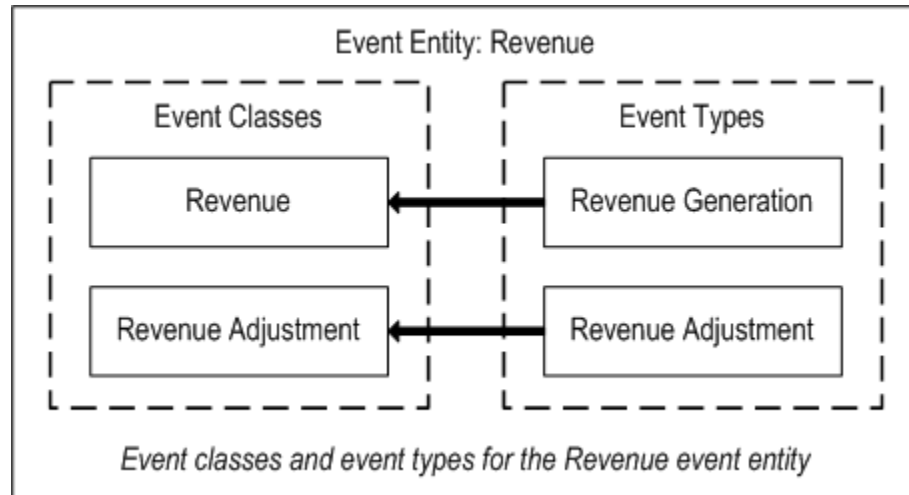 Event Entity: Revenue
Event Classes
Event Types
Revenue
Revenue Generation
Revenue Adjustment
Revenue Adjustment
Event classes and event types for the Revenue event entity